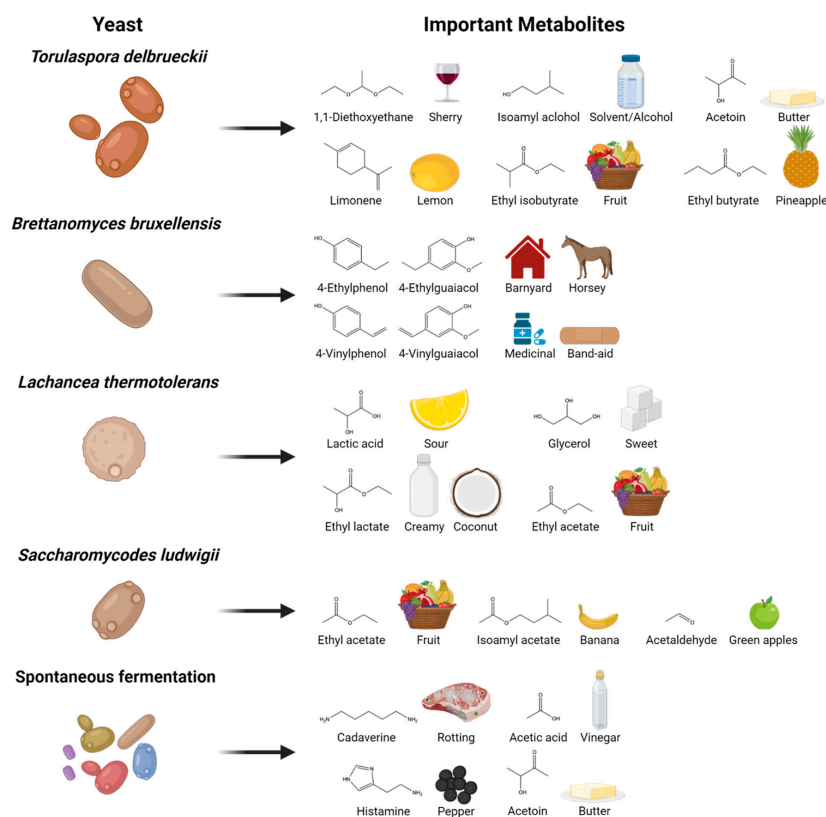 Yeast
Important Metabolites
Torulaspora delbrueckii
1,1-Diethoxyethane Sherry Isoamyl aclohol Solvent/Alcohol Acetoin Butter
Limonene Lemon Ethyl isobutyrate Fruit Ethyl butyrate Pineapple
Brettanomyces bruxellensis
4-Ethylphenol 4-Ethylguaiacol Barnyard Horsey
4-Vinylphenol 4-Vinylguaiacol Medicinal Band-aid
Lachancea thermotolerans
Lactic acid Sour Glycerol Sweet
Ethyl lactate Creamy Coconut Ethyl acetate Fruit
Saccharomycodes ludwigii
Ethyl acetate Fruit Isoamyl acetate Banana Acetaldehyde Green apples
Spontaneous fermentation
Cadaverine Rotting Acetic acid Vinegar
Histamine Pepper Acetoin Butter